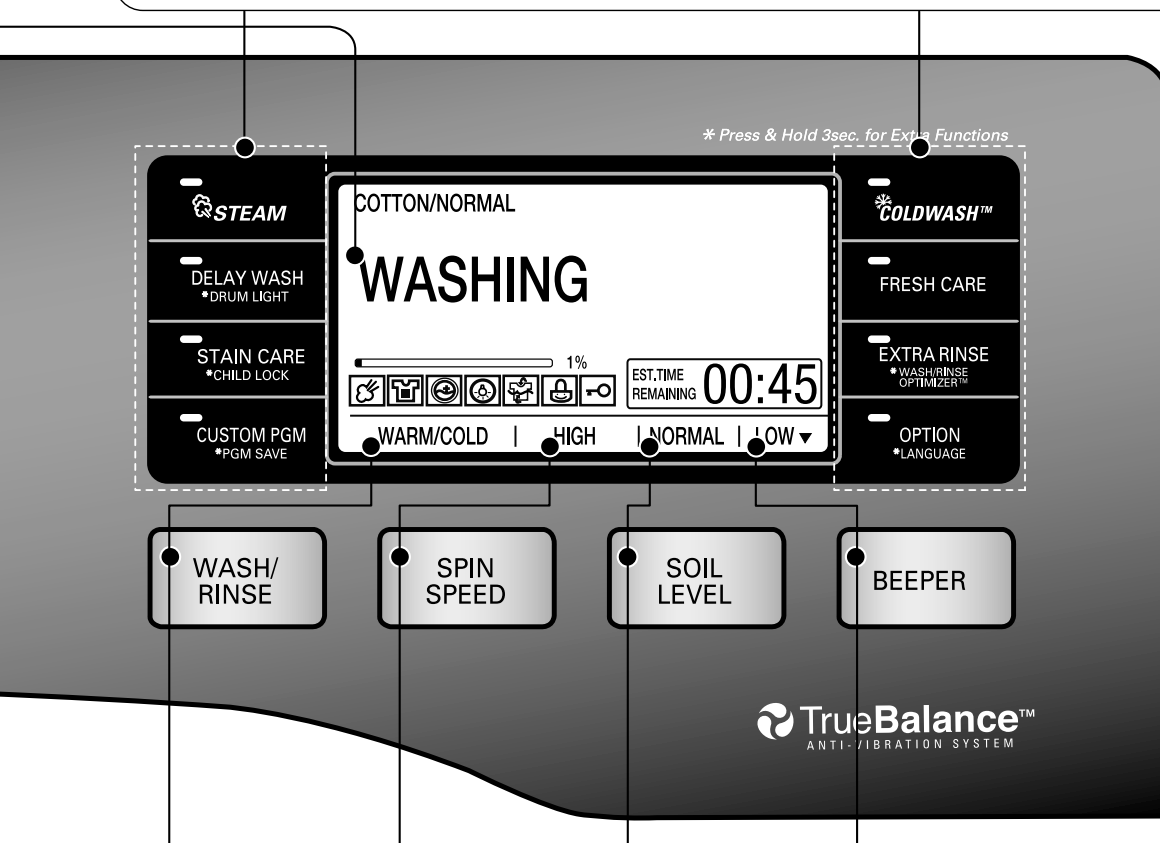 * Press & Hold 3sec. for Extra Functions
STEAM
DELAY WASH
*DRUM LIGHT
STAIN CARE
*CHILD LOCK
CUSTOM PGM
*PGM SAVE
COTTON/NORMAL
WASHING
1%
EST.TIME
REMAINING 00:45
WARM/COLD | HIGH | NORMAL | LOW ▼
COLDWASH™
FRESH CARE
EXTRA RINSE
*WASH/RINSE
OPTIMIZER™
OPTION
*LANGUAGE
WASH/
RINSE
SPIN
SPEED
SOIL
LEVEL
BEEPER
TrueBalance™
ANTI-VIBRATION SYSTEM